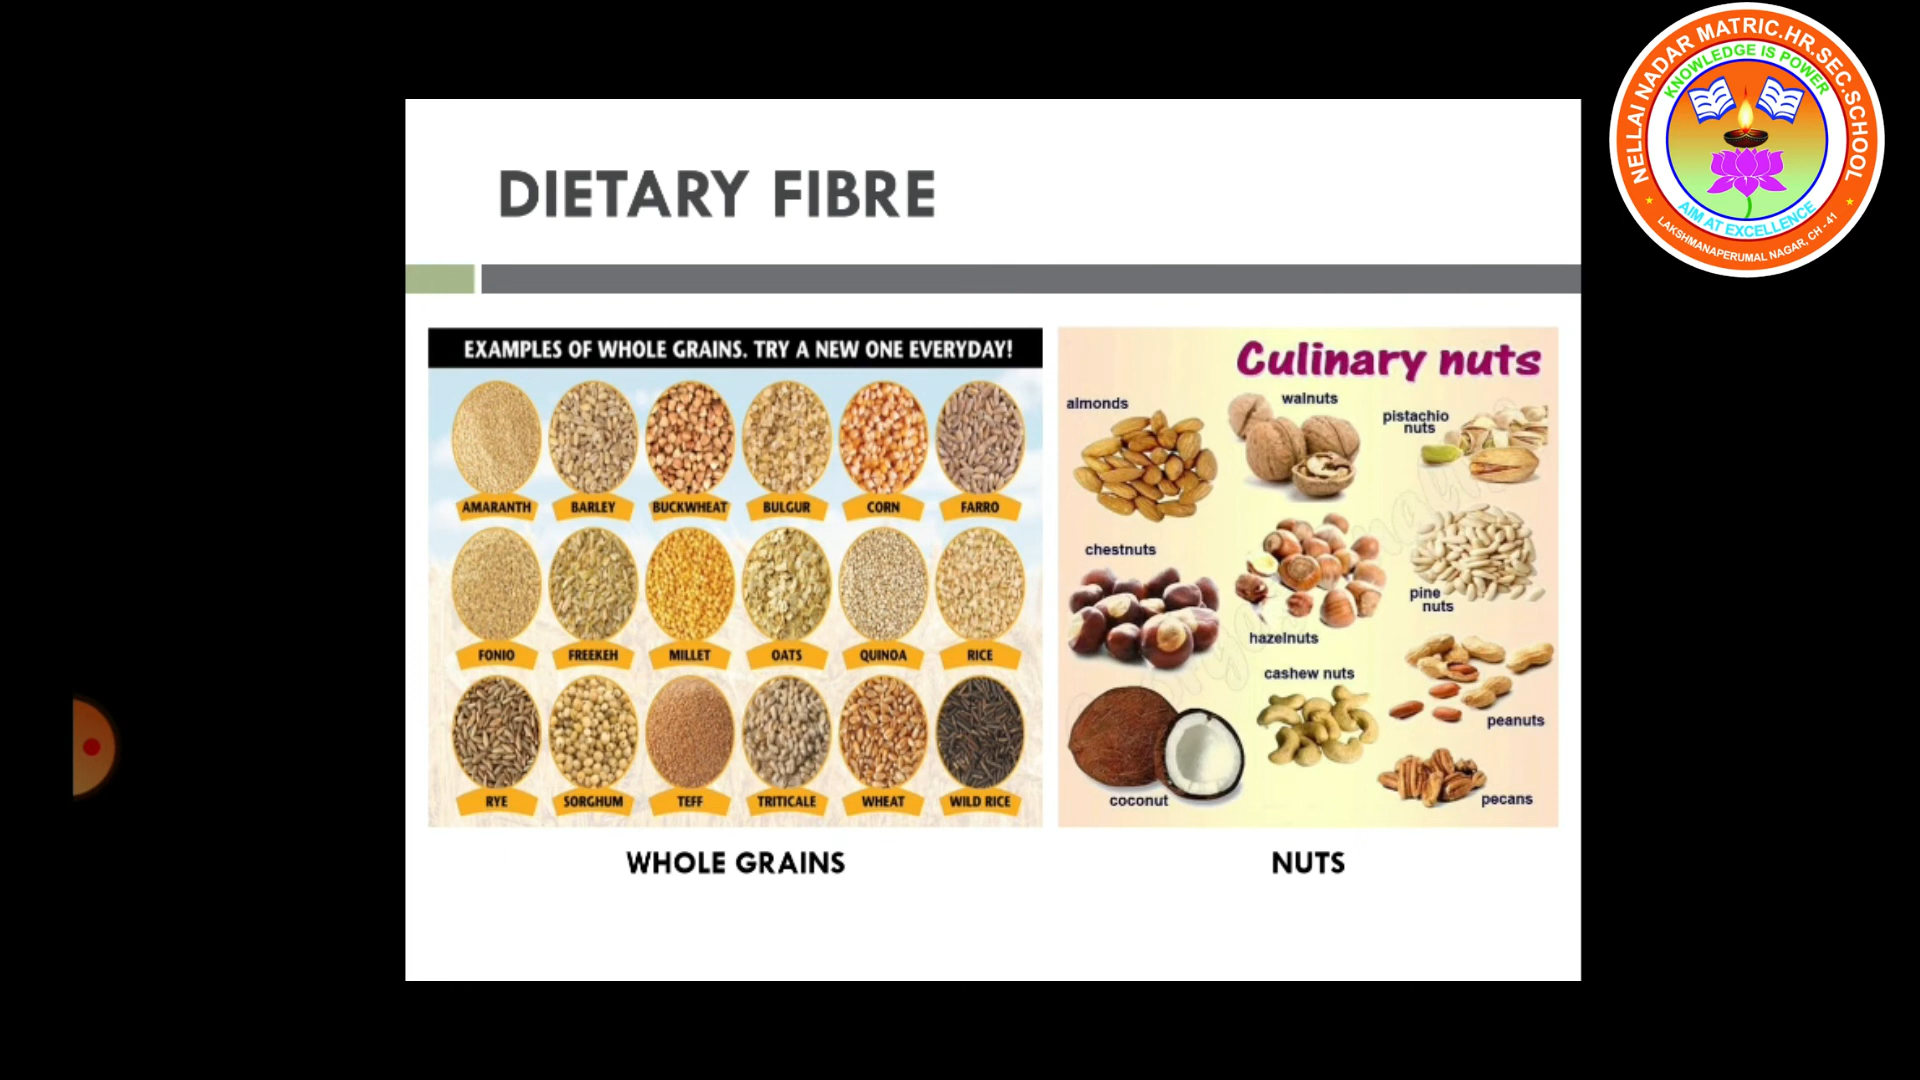 DIETARY FIBRE
EXAMPLES OF WHOLE GRAINS. TRY A NEW ONE EVERYDAY!
AMARANTH BARLEY BUCKWHEAT BULGUR CORN FARRO
FONIO FREEKEH MILLET OATS QUINOA RICE
RYE SORGHUM TEFF TRITICALE WHEAT WILD RICE
WHOLE GRAINS
Culinary nuts
almonds
walnuts
pistachio
nuts
chestnuts
hazelnuts
pine
nuts
cashew nuts
peanuts
coconut
pecans
NUTS
NELLAI NADAR MATRIC.HR.SEC.SCHOOL
KNOWLEDGE IS POWER
AIM AT EXCELLENCE
LAKSHMANAPERUMAL NAGAR, CH - 41